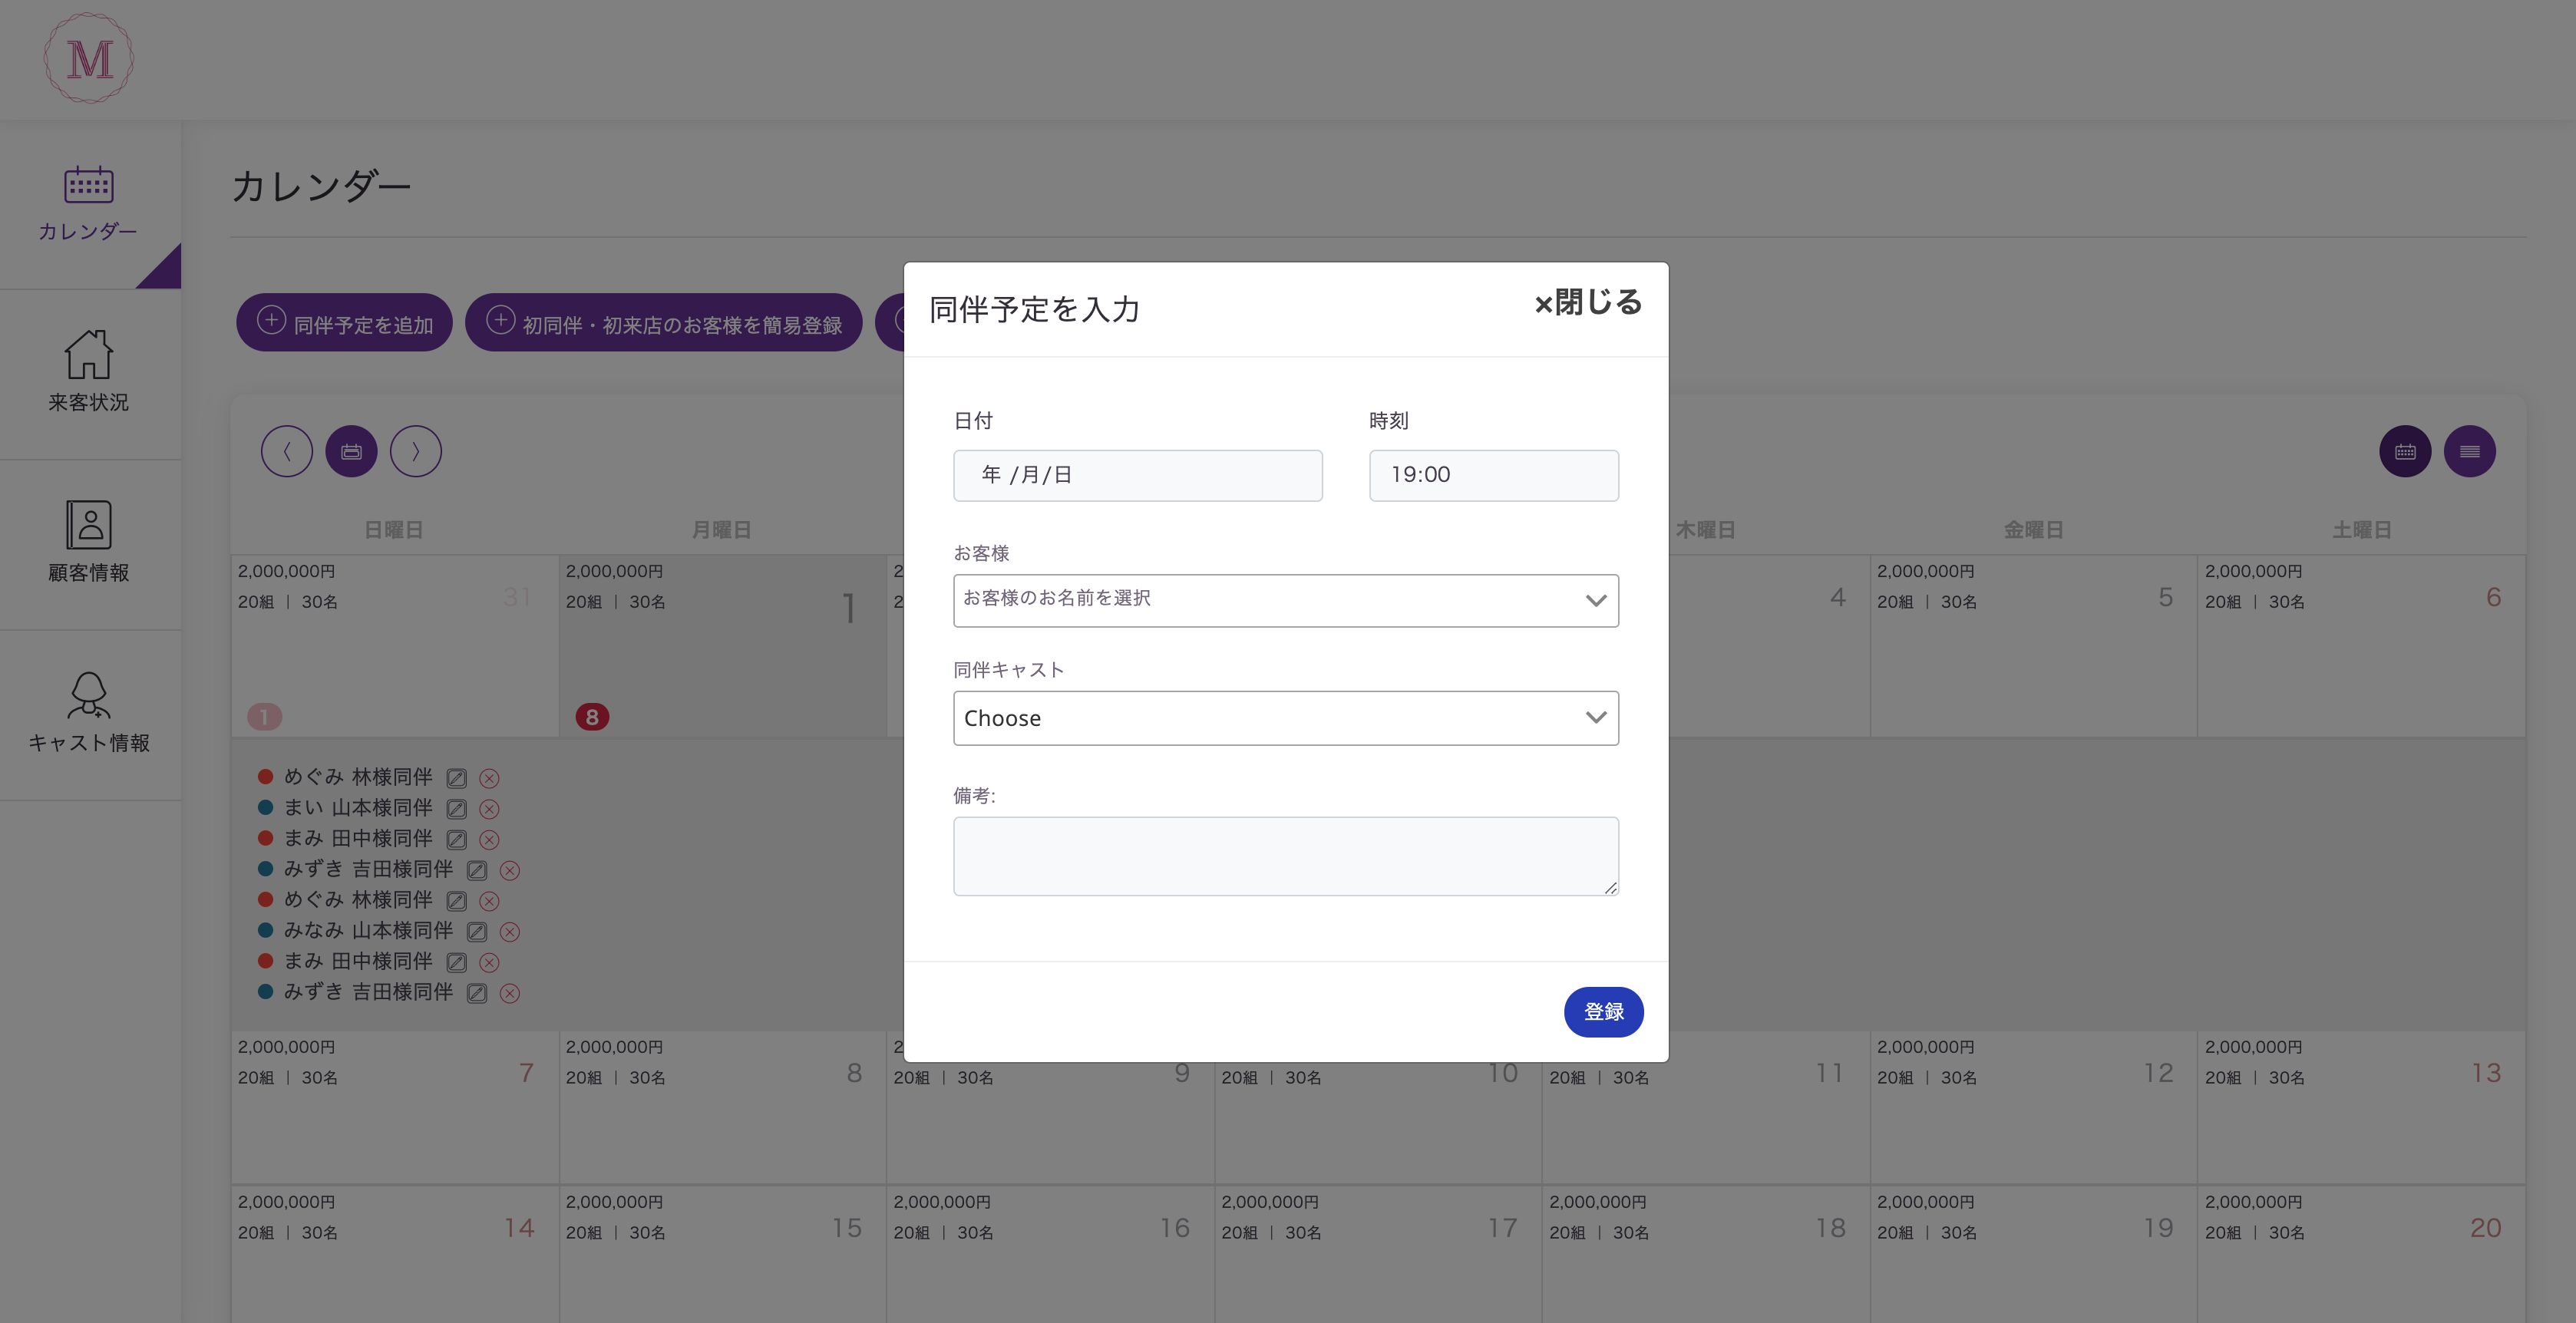 M
カレンダー
来客状況
顧客情報
キャスト情報
カレンダー
同伴予定を追加
初同伴・初来店のお客様を簡易登録
同伴予定を入力
×閉じる
日付
時刻
年 /月/日
19:00
お客様
お客様のお名前を選択
同伴キャスト
Choose
備考:
登録
日曜日 月曜日 木曜日 金曜日 土曜日
2,000,000円 2,000,000円 2 2,000,000円 2,000,000円
20組 | 30名 31 20組 | 30名 1 2 4 20組 | 30名 5 20組 | 30名 6
1 8
めぐみ 林様同伴
まい 山本様同伴
まみ 田中様同伴
みずき 吉田様同伴
めぐみ 林様同伴
みなみ 山本様同伴
まみ 田中様同伴
みずき 吉田様同伴
2,000,000円 2,000,000円 2 2,000,000円 2,000,000円
20組 | 30名 7 20組 | 30名 8 20組 | 30名 9 20組 | 30名 10 20組 | 30名 11 20組 | 30名 12 20組 | 30名 13
2,000,000円 2,000,000円 2,000,000円 2,000,000円 2,000,000円 2,000,000円 2,000,000円
20組 | 30名 14 20組 | 30名 15 20組 | 30名 16 20組 | 30名 17 20組 | 30名 18 20組 | 30名 19 20組 | 30名 20